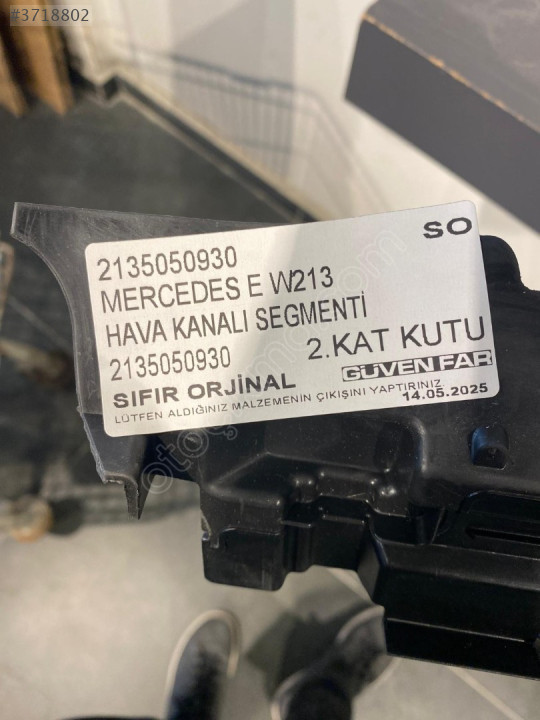 #3718802
SO
2135050930
MERCEDES E W213
HAVA KANALI SEGMENTİ
2135050930 2.KAT KUTU
SIFIR ORJİNAL GÜVEN FAR
LÜTFEN ALDIĞINIZ MALZEMENİN ÇIKIŞINI YAPTIRINIZ 14.05.2025